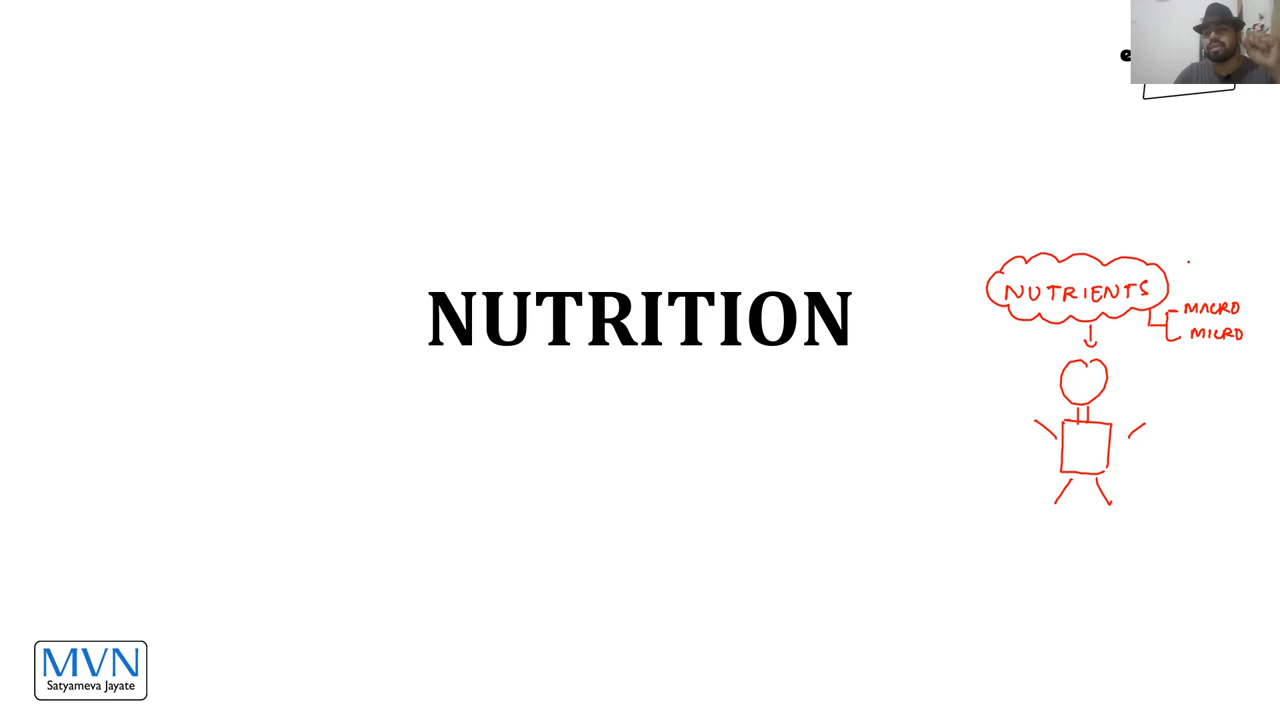 NUTRITION
NUTRIENTS
MACRO
MICRO
MVN
Satyameva Jayate